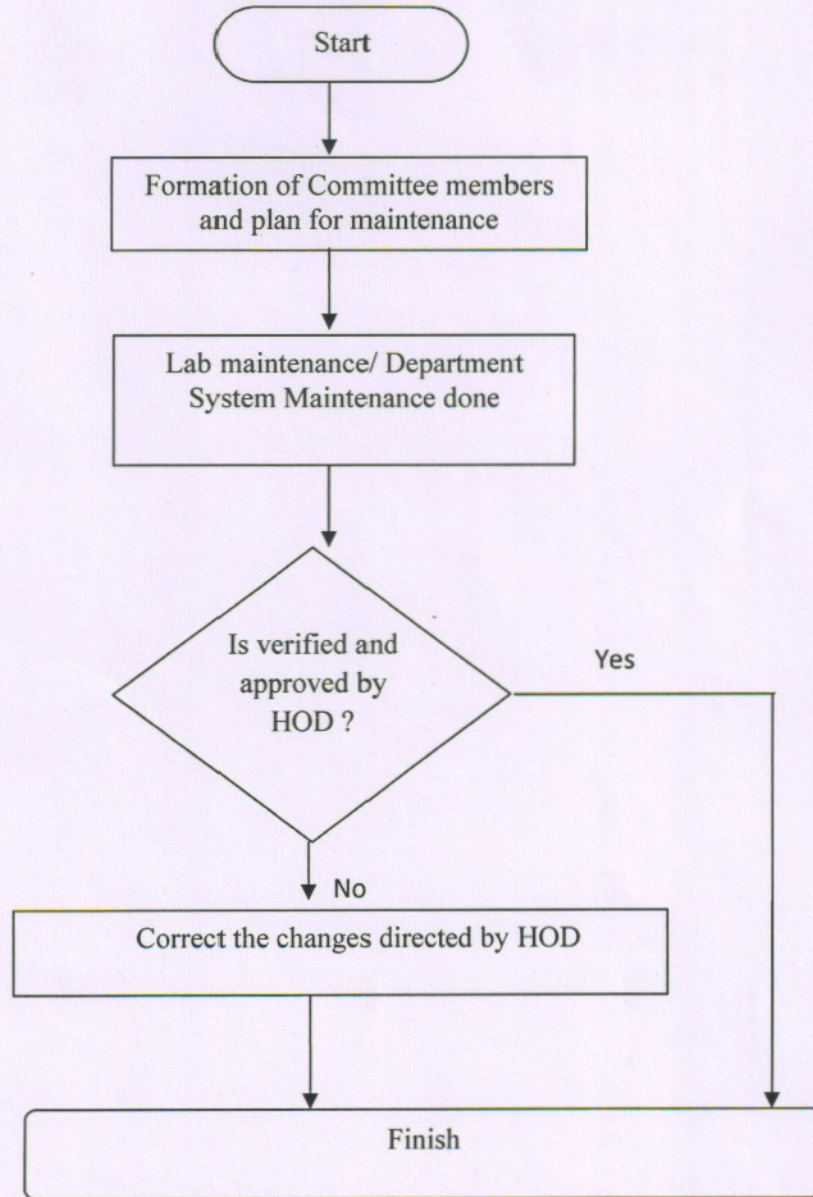 Start
Formation of Committee members
and plan for maintenance
Lab maintenance/ Department
System Maintenance done
Is verified and
approved by
HOD ?
Yes
No
Correct the changes directed by HOD
Finish